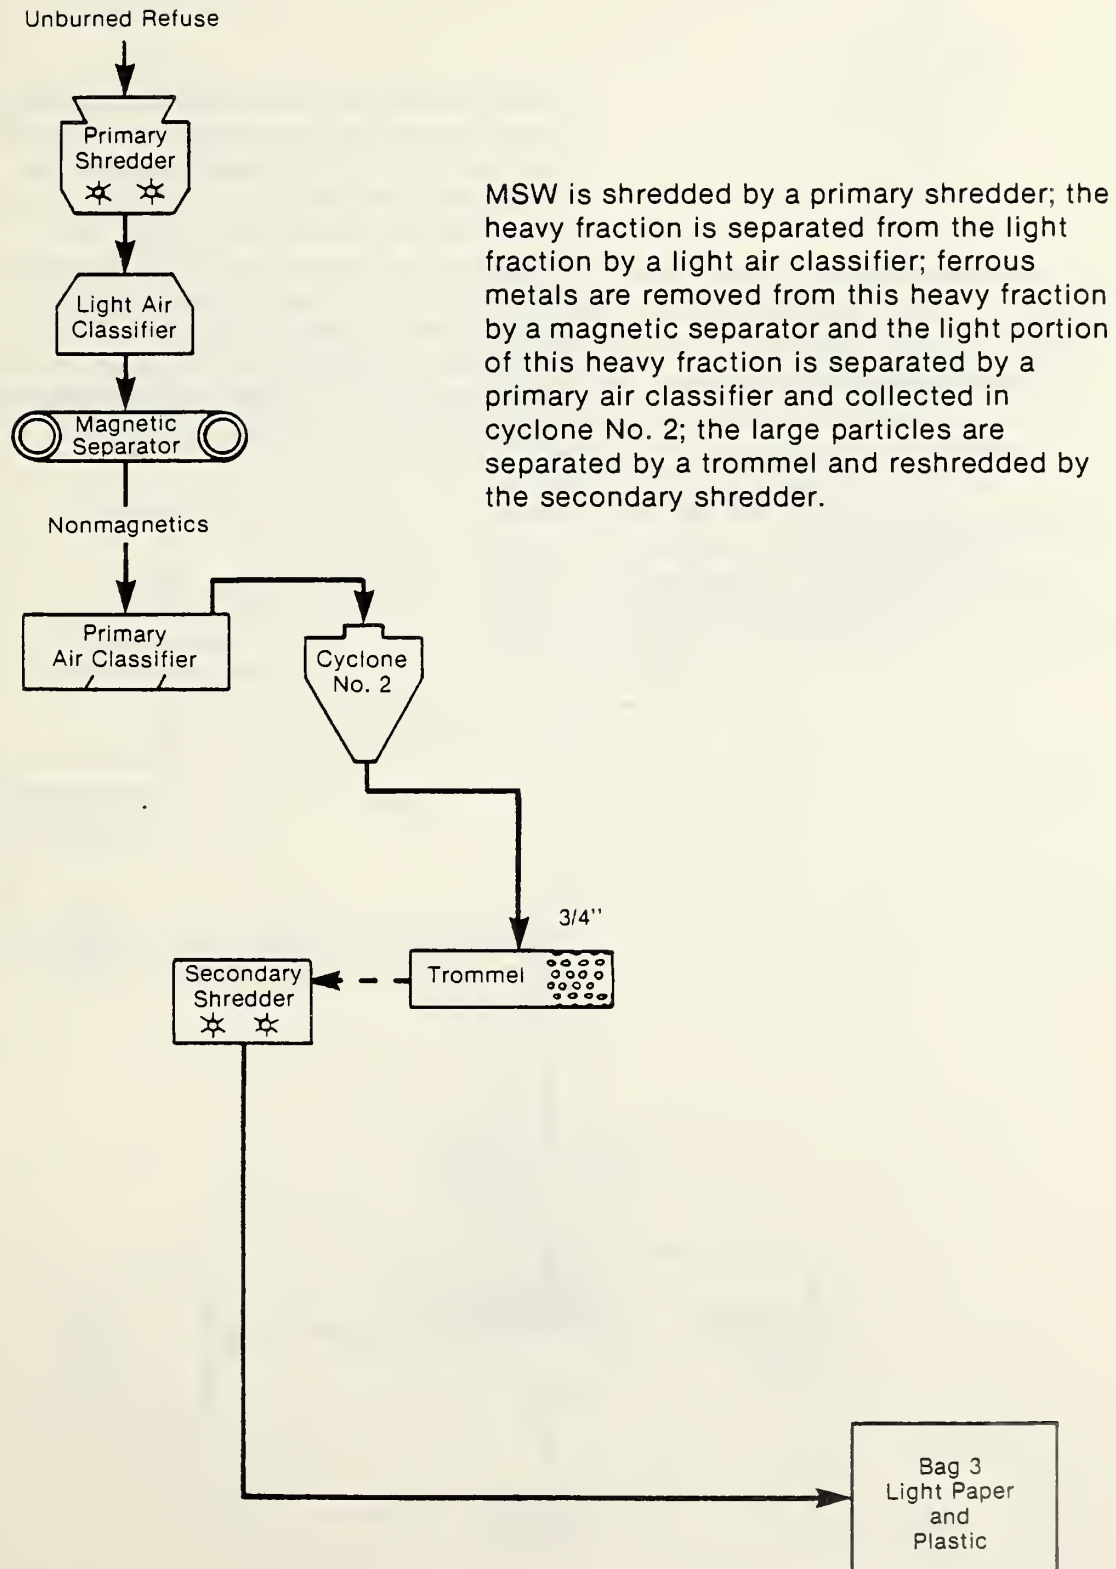 Unburned Refuse
Primary
Shredder
MSW is shredded by a primary shredder; the
heavy fraction is separated from the light
fraction by a light air classifier; ferrous
metals are removed from this heavy fraction
by a magnetic separator and the light portion
of this heavy fraction is separated by a
primary air classifier and collected in
cyclone No. 2; the large particles are
separated by a trommel and reshredded by
the secondary shredder.
Light Air
Classifier
Magnetic
Separator
Nonmagnetics
Primary
Air Classifier
Cyclone
No. 2
3/4''
Trommel
Secondary
Shredder
Bag 3
Light Paper
and
Plastic